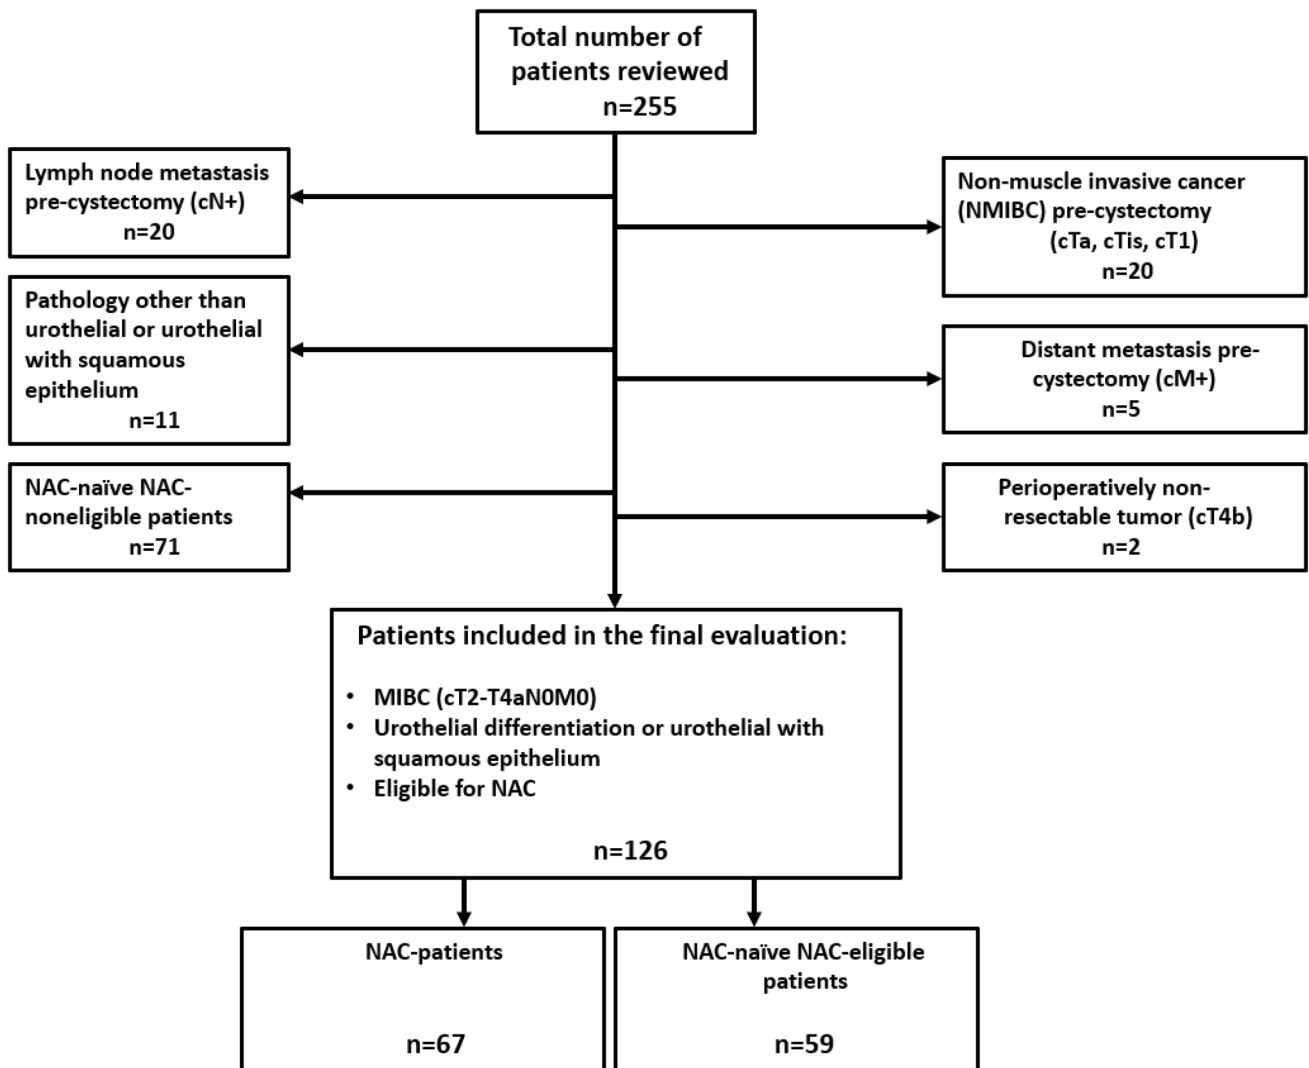 Total number of
patients reviewed
n=255
Lymph node metastasis
pre-cystectomy (cN+)
n=20
Non-muscle invasive cancer
(NMIBC) pre-cystectomy
(cTa, cTis, cT1)
n=20
Pathology other than
urothelial or urothelial
with squamous
epithelium
n=11
Distant metastasis pre-
cystectomy (cM+)
n=5
NAC-naïve NAC-
noneligible patients
n=71
Perioperatively non-
resectable tumor (cT4b)
n=2
Patients included in the final evaluation:
• MIBC (cT2-T4aN0M0)
• Urothelial differentiation or urothelial with
squamous epithelium
• Eligible for NAC
n=126
NAC-patients
n=67
NAC-naïve NAC-eligible
patients
n=59